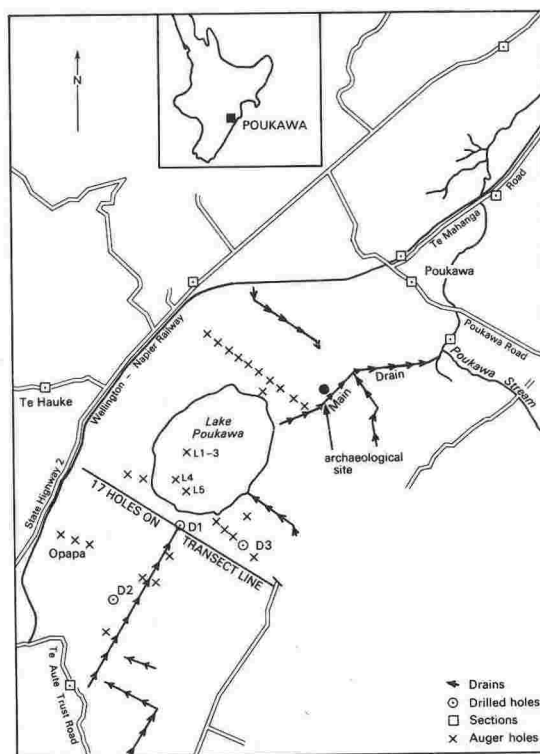 N
POUKAWA
Te Mahanga
Road
Poukawa
Poukawa Road
Poukawa Stream
Wellington - Napier Railway
State Highway 2
Te Hauke
Main
Drain
archaeological
site
Lake
Poukawa
L1-3
L4
L5
17 HOLES ON
TRANSECT LINE
D1
D3
Opapa
D2
Te Aute
Trust Road
Drains
Drilled holes
Sections
Auger holes